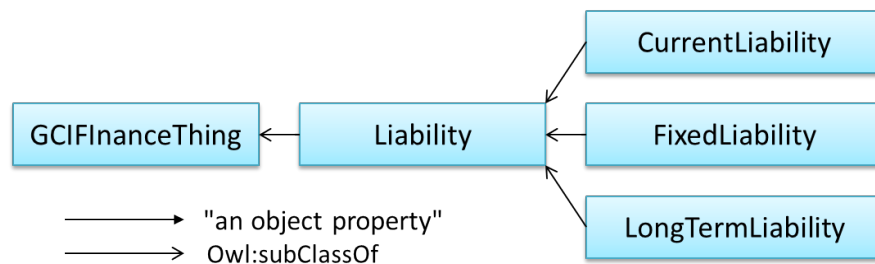 CurrentLiability
GCIFInanceThing
Liability
FixedLiability
LongTermLiability
"an object property"
Owl:subClassOf